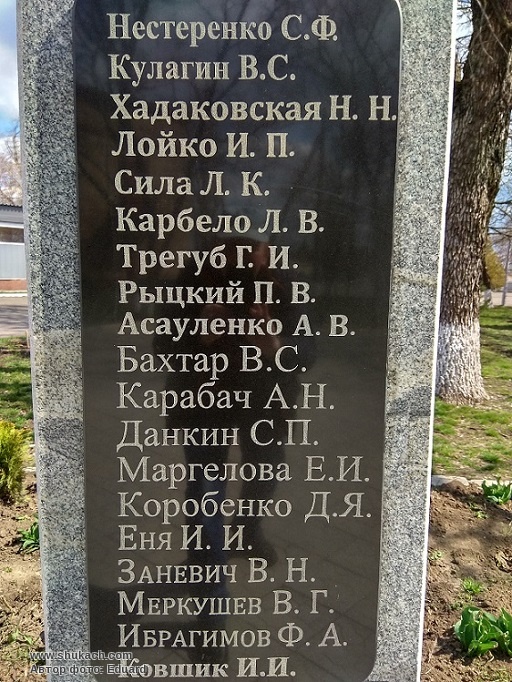 Нестеренко С.Ф.
Кулагин В.С.
Хадаковская Н. Н.
Лойко И. П.
Сила Л. К.
Карбело Л. В.
Трегуб Г. И.
Рыцкий П. В.
Асауленко А. В.
Бахтар В.С.
Карабач А.Н.
Данкин С.П.
Маргелова Е.И.
Коробенко Д.Я.
Еня И. И.
Заневич В. Н.
Меркушев В. Г.
Ибрагимов Ф. А.
Ковшик И.И.
www.shukach.com
Автор фото: Eduard